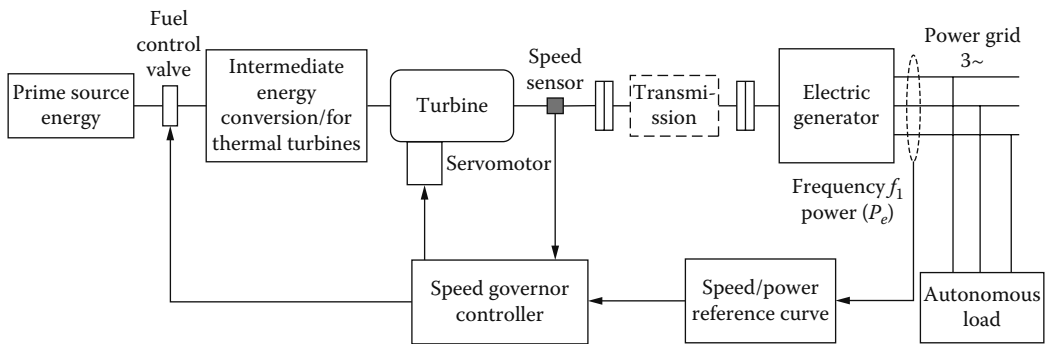 Fuel
control
valve
Prime source
energy
Intermediate
energy
conversion/for
thermal turbines
Turbine
Servomotor
Speed
sensor
Transmi-
ssion
Electric
generator
Power grid
3~
Frequency f1
power (Pe)
Speed governor
controller
Speed/power
reference curve
Autonomous
load